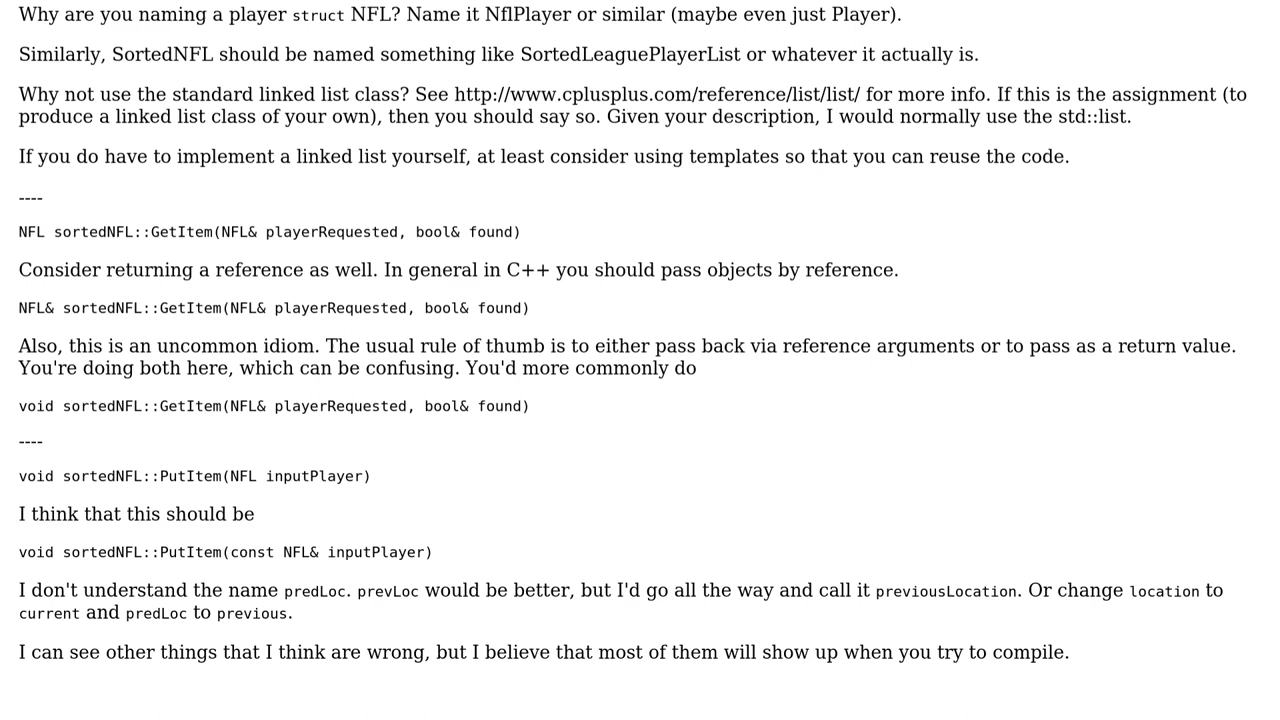 Why are you naming a player struct NFL? Name it NflPlayer or similar (maybe even just Player).
Similarly, SortedNFL should be named something like SortedLeaguePlayerList or whatever it actually is.
Why not use the standard linked list class? See http://www.cplusplus.com/reference/list/list/ for more info. If this is the assignment (to
produce a linked list class of your own), then you should say so. Given your description, I would normally use the std::list.
If you do have to implement a linked list yourself, at least consider using templates so that you can reuse the code.
----
NFL sortedNFL::GetItem(NFL& playerRequested, bool& found)
Consider returning a reference as well. In general in C++ you should pass objects by reference.
NFL& sortedNFL::GetItem(NFL& playerRequested, bool& found)
Also, this is an uncommon idiom. The usual rule of thumb is to either pass back via reference arguments or to pass as a return value.
You're doing both here, which can be confusing. You'd more commonly do
void sortedNFL::GetItem(NFL& playerRequested, bool& found)
----
void sortedNFL::PutItem(NFL inputPlayer)
I think that this should be
void sortedNFL::PutItem(const NFL& inputPlayer)
I don't understand the name predLoc. prevLoc would be better, but I'd go all the way and call it previousLocation. Or change location to
current and predLoc to previous.
I can see other things that I think are wrong, but I believe that most of them will show up when you try to compile.